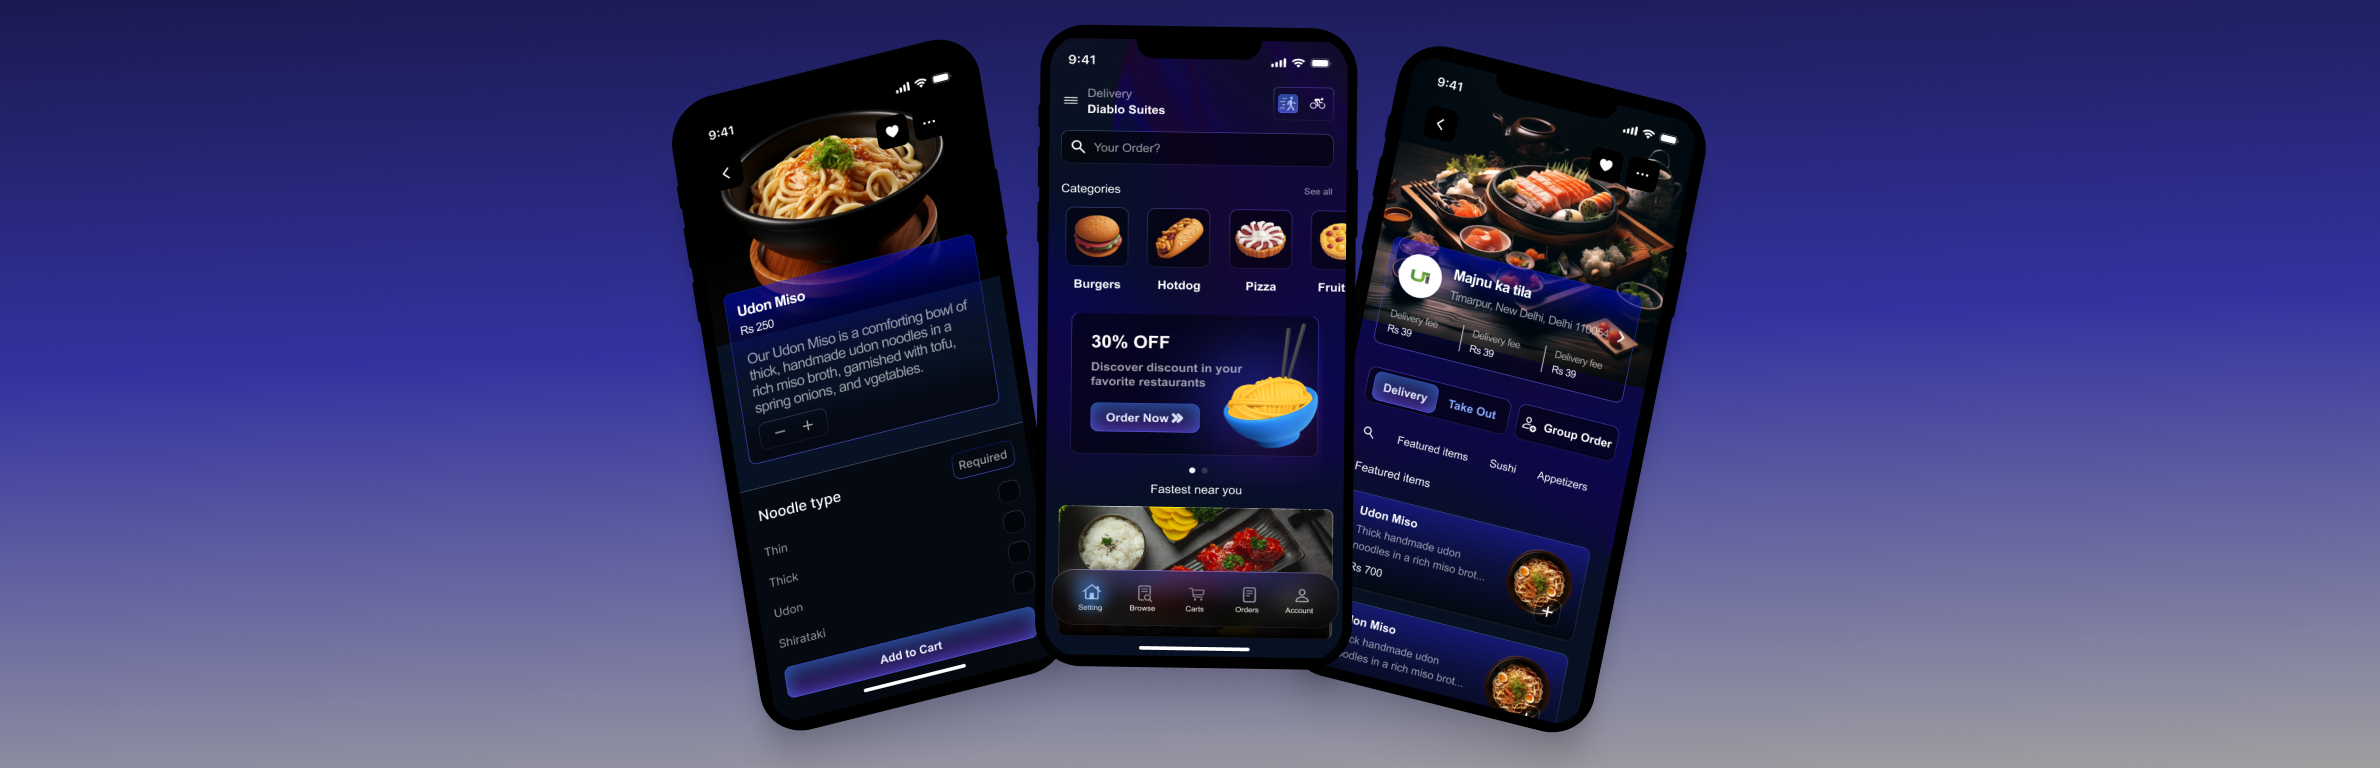 9:41
Udon Miso
Rs 250
Our Udon Miso is a comforting bowl of
thick, handmade udon noodles in a
rich miso broth, garnished with tofu,
spring onions, and vgetables.
Required
Noodle type
Thin
Thick
Udon
Shirataki
Add to Cart
9:41
Delivery
Diablo Suites
Your Order?
Categories
See all
Burgers
Hotdog
Pizza
Fruit
30% OFF
Discover discount in your
favorite restaurants
Order Now
Fastest near you
Setting
Browse
Carts
Orders
Account
9:41
Ui
Majnu ka tila
Timarpur, New Delhi, Delhi 110054
Delivery fee
Rs 39
Delivery fee
Rs 39
Delivery fee
Rs 39
Delivery
Take Out
Group Order
Featured items
Sushi
Appetizers
Featured items
Udon Miso
Thick handmade udon
noodles in a rich miso brot...
Rs 700
don Miso
ick handmade udon
oodles in a rich miso brot...